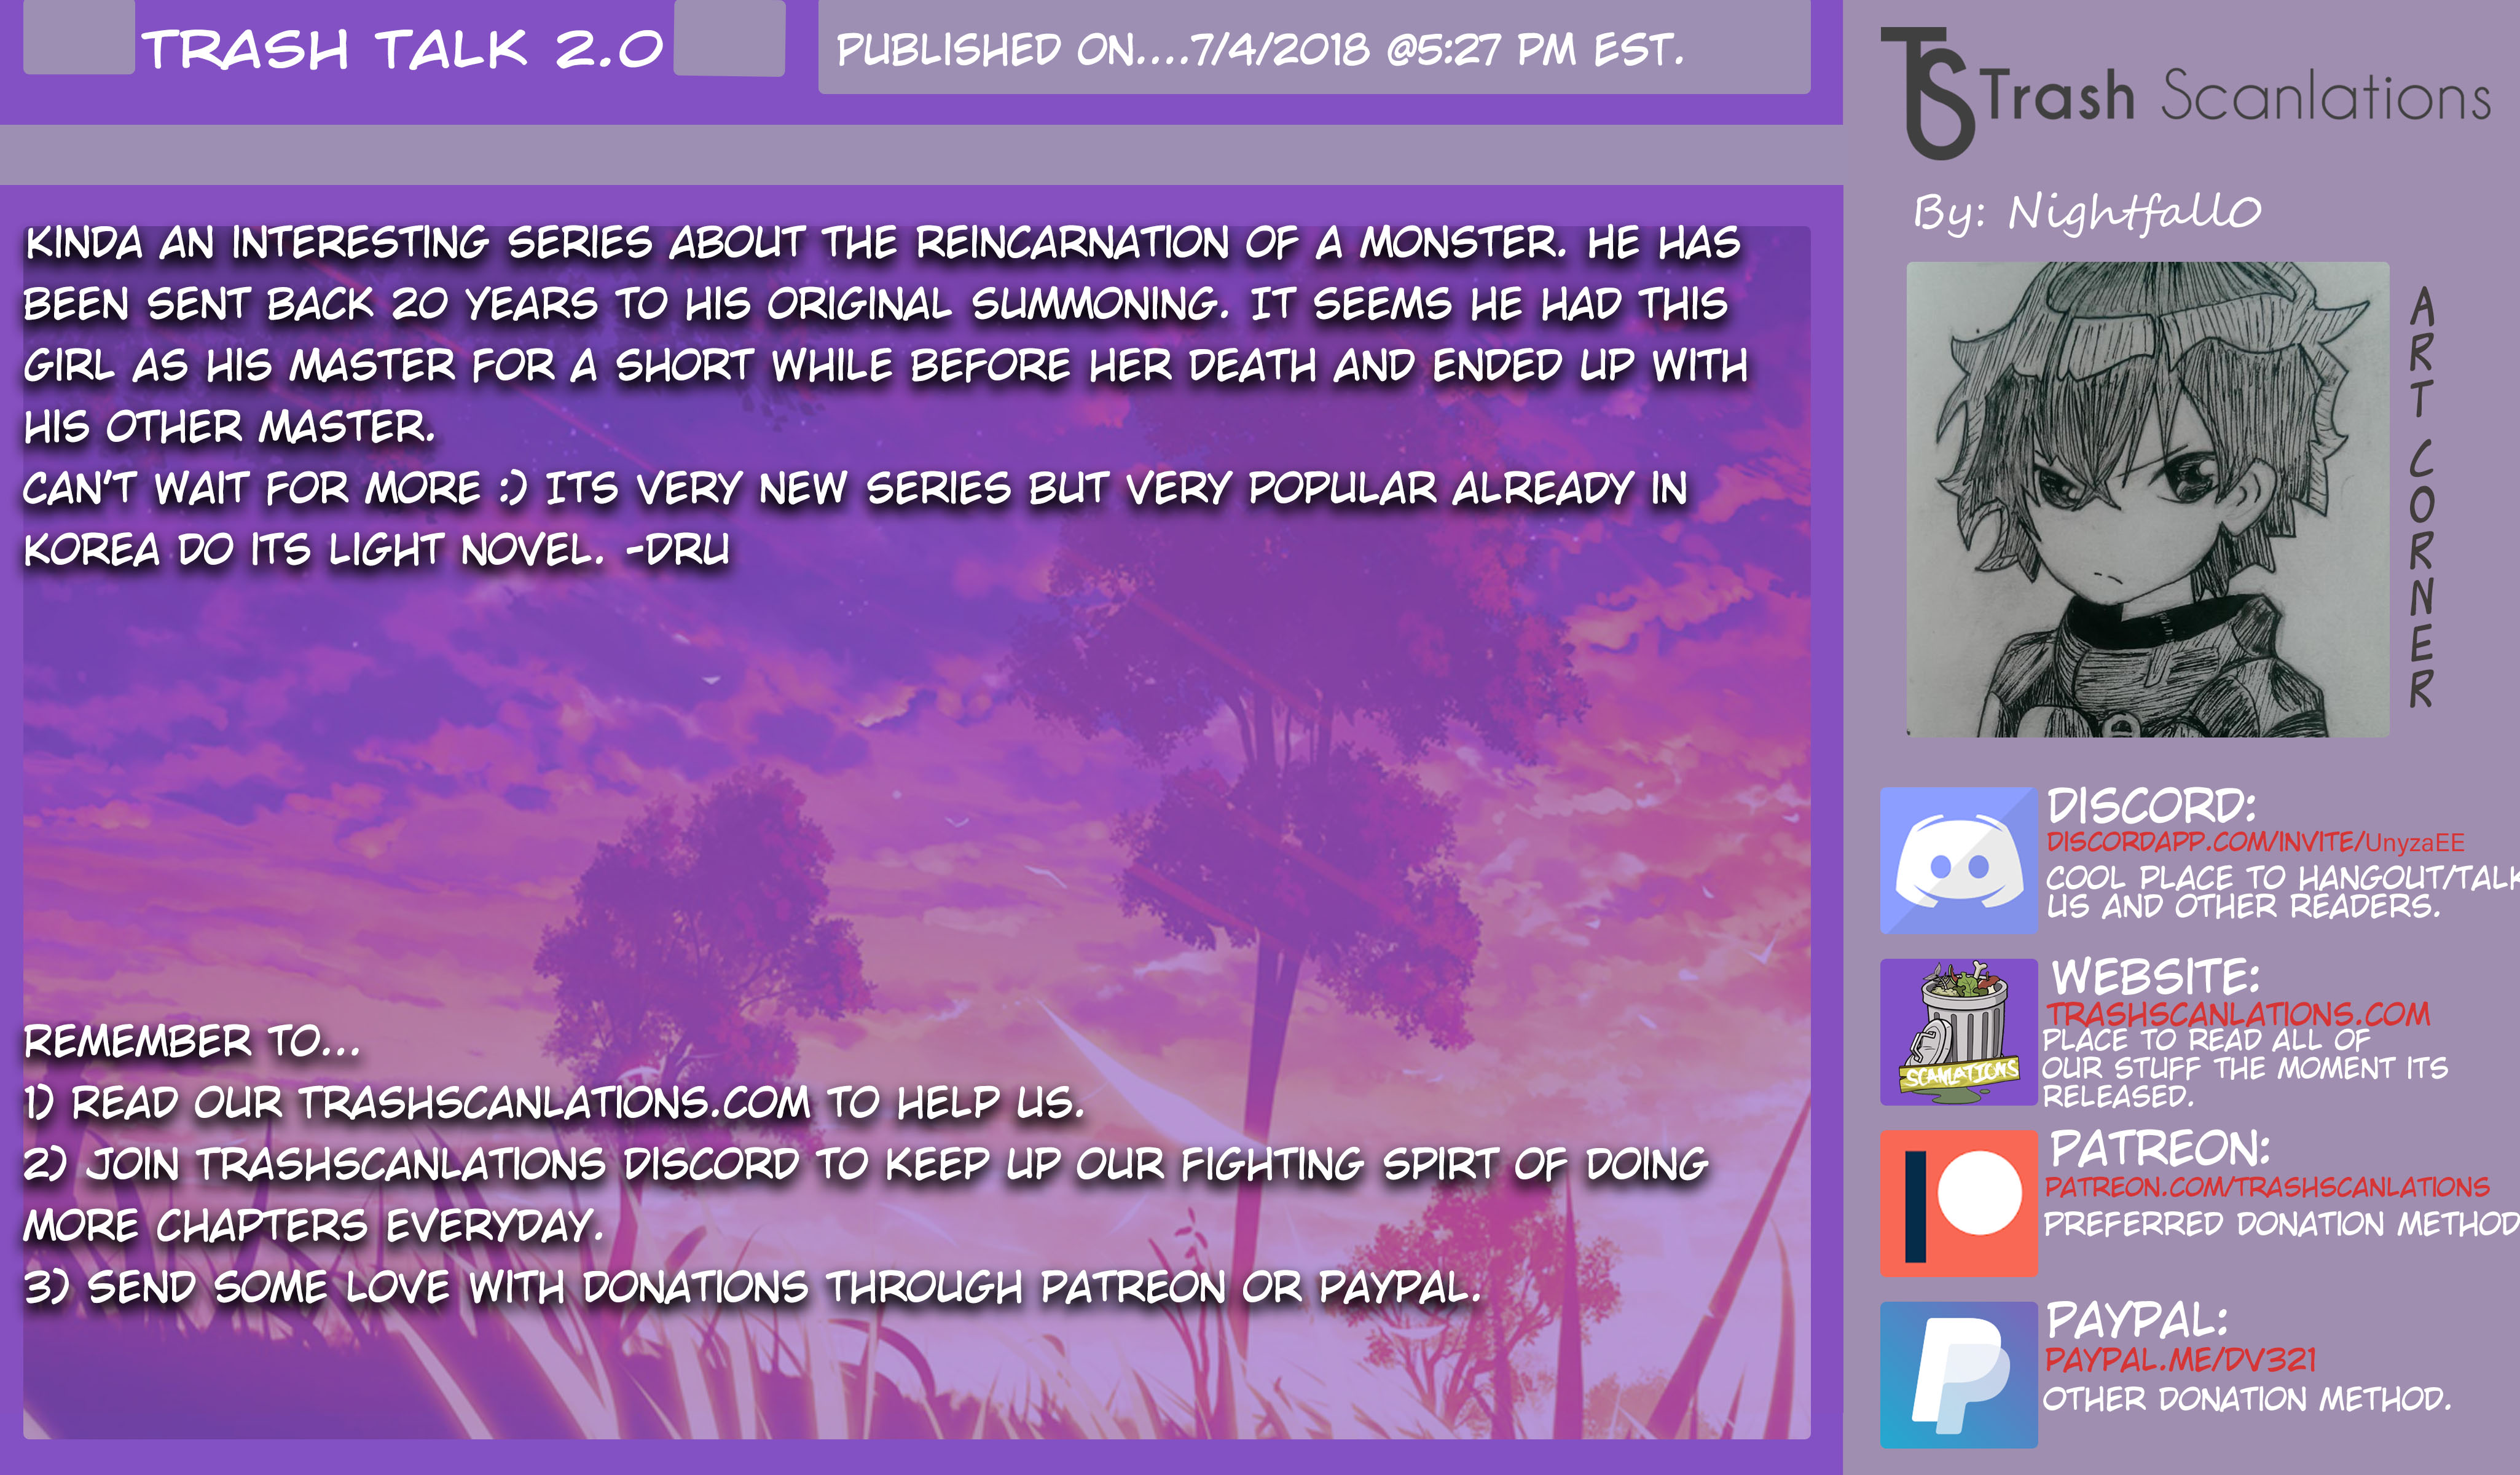 TRASH TALK 2.0
PUBLISHED ON....7/4/2018 @5:27 PM EST.
KINDA AN INTERESTING SERIES ABOUT THE REINCARNATION OF A MONSTER. HE HAS
BEEN SENT BACK 20 YEARS TO HIS ORIGINAL SUMMONING. IT SEEMS HE HAD THIS
GIRL AS HIS MASTER FOR A SHORT WHILE BEFORE HER DEATH AND ENDED UP WITH
HIS OTHER MASTER.
CAN'T WAIT FOR MORE :) ITS VERY NEW SERIES BUT VERY POPULAR ALREADY IN
KOREA DO ITS LIGHT NOVEL. -DRU
REMEMBER TO...
1) READ OUR TRASHSCANLATIONS.COM TO HELP US.
2) JOIN TRASHSCANLATIONS DISCORD TO KEEP UP OUR FIGHTING SPIRT OF DOING
MORE CHAPTERS EVERYDAY.
3) SEND SOME LOVE WITH DONATIONS THROUGH PATREON OR PAYPAL.
TS Trash Scanlations
By: Nightfall0
ART CORNER
DISCORD:
DISCORDAPP.COM/INVITE/UnyzaEE
COOL PLACE TO HANGOUT/TALK
US AND OTHER READERS.
SCANLATIONS
WEBSITE:
TRASHSCANLATIONS.COM
PLACE TO READ ALL OF
OUR STUFF THE MOMENT ITS
RELEASED.
PATREON:
PATREON.COM/TRASHSCANLATIONS
PREFERRED DONATION METHOD
PAYPAL:
PAYPAL.ME/DV321
OTHER DONATION METHOD.